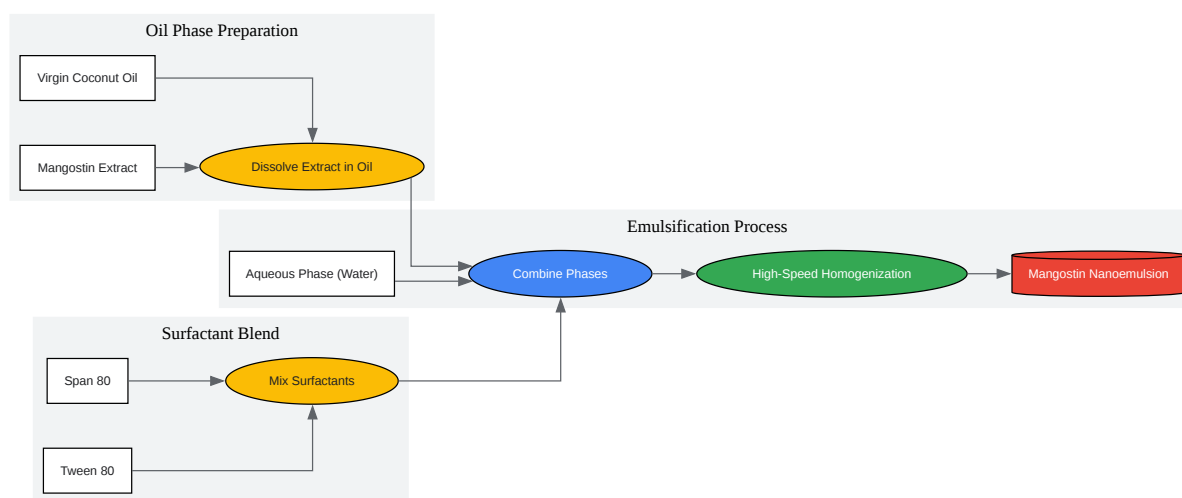 Oil Phase Preparation
Virgin Coconut Oil
Mangostin Extract
Dissolve Extract in Oil
Emulsification Process
Aqueous Phase (Water)
Combine Phases
High-Speed Homogenization
Mangostin Nanoemulsion
Surfactant Blend
Span 80
Mix Surfactants
Tween 80